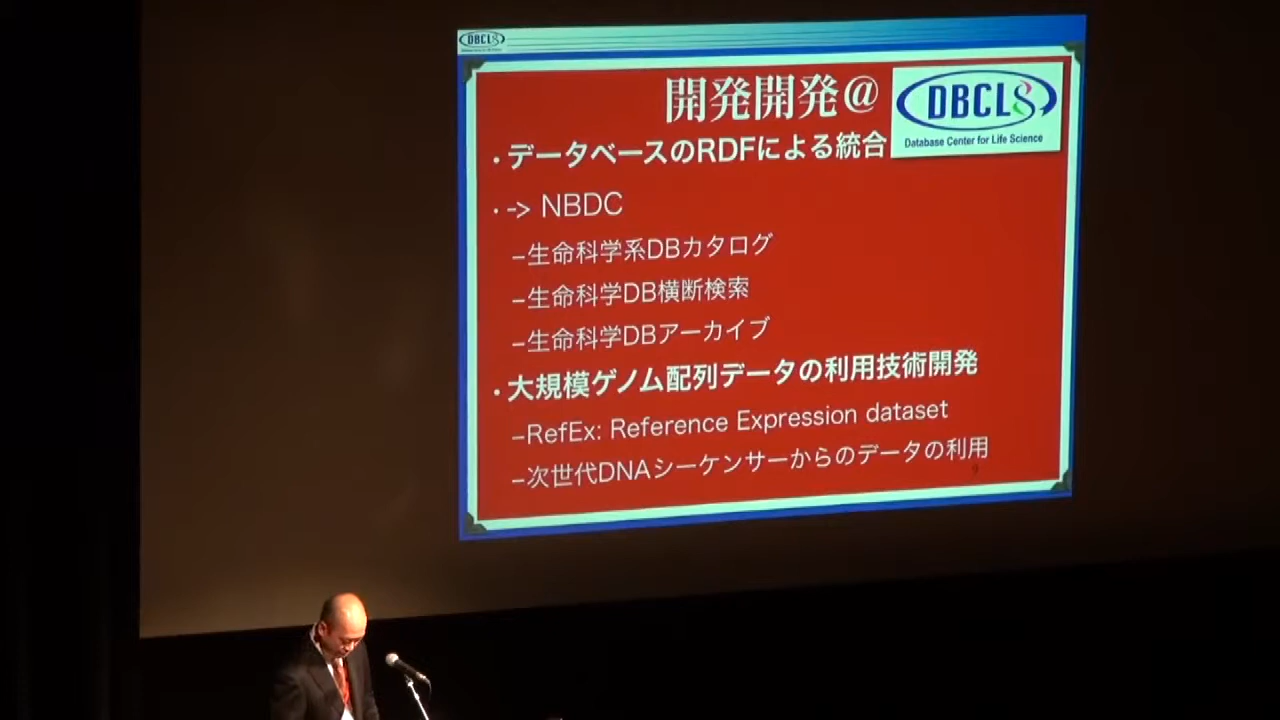 DBCLS
開発開発@
DBCLS
Database Center for Life Science
・データベースのRDFによる統合
・-> NBDC
–生命科学系DBカタログ
–生命科学DB横断検索
–生命科学DBアーカイブ
・大規模ゲノム配列データの利用技術開発
–RefEx: Reference Expression dataset
–次世代DNAシーケンサーからのデータの利用
9